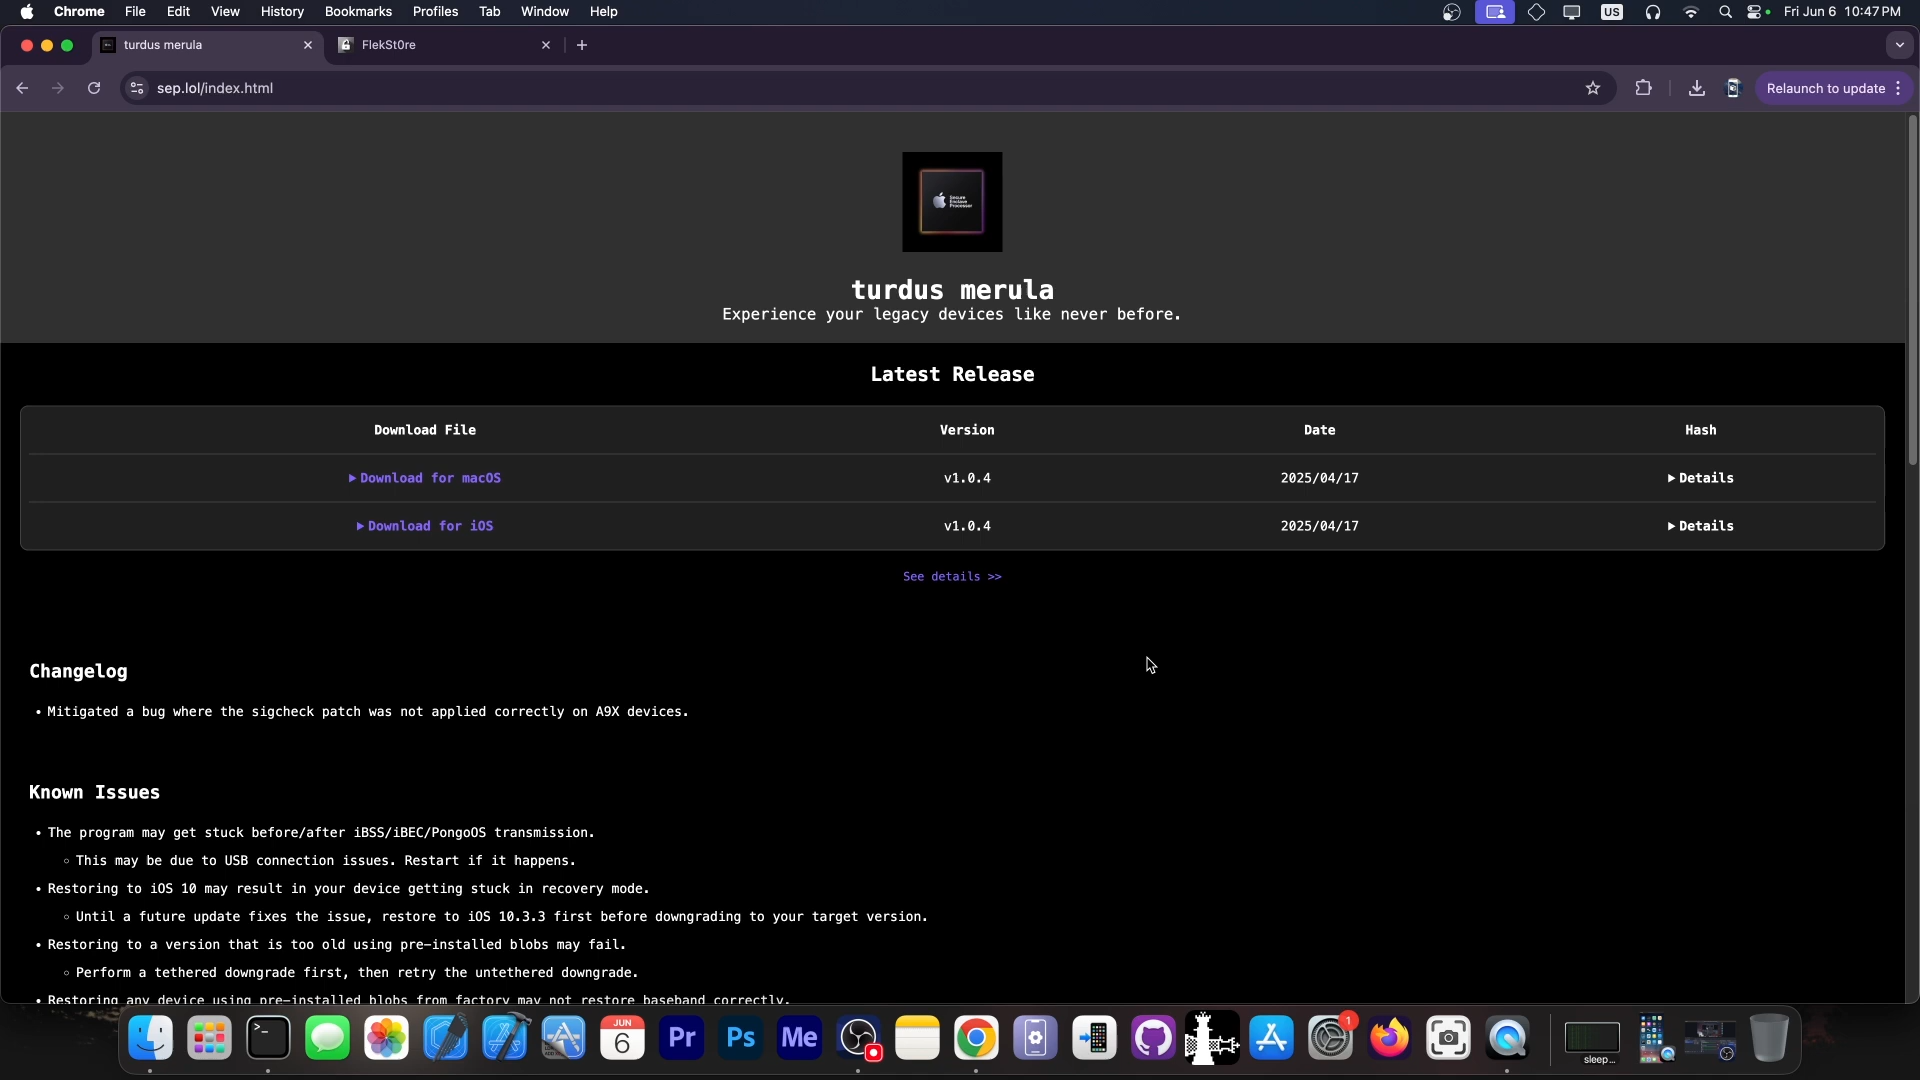 Chrome File Edit View History Bookmarks Profiles Tab Window Help US Fri Jun 6 10:47 PM
turdus merula FlekSt0re
sep.lol/index.html Relaunch to update
Secure
Enclave
Processor
turdus merula
Experience your legacy devices like never before.
Latest Release
Download File Version Date Hash
Download for macOS v1.0.4 2025/04/17 Details
Download for iOS v1.0.4 2025/04/17 Details
See details >>
Changelog
• Mitigated a bug where the sigcheck patch was not applied correctly on A9X devices.
Known Issues
• The program may get stuck before/after iBSS/iBEC/PongoOS transmission.
◦ This may be due to USB connection issues. Restart if it happens.
• Restoring to iOS 10 may result in your device getting stuck in recovery mode.
◦ Until a future update fixes the issue, restore to iOS 10.3.3 first before downgrading to your target version.
• Restoring to a version that is too old using pre-installed blobs may fail.
◦ Perform a tethered downgrade first, then retry the untethered downgrade.
• Restoring any device using pre-installed blobs from factory may not restore baseband correctly.
JUN
6
Pr Ps Me
1
sleep...